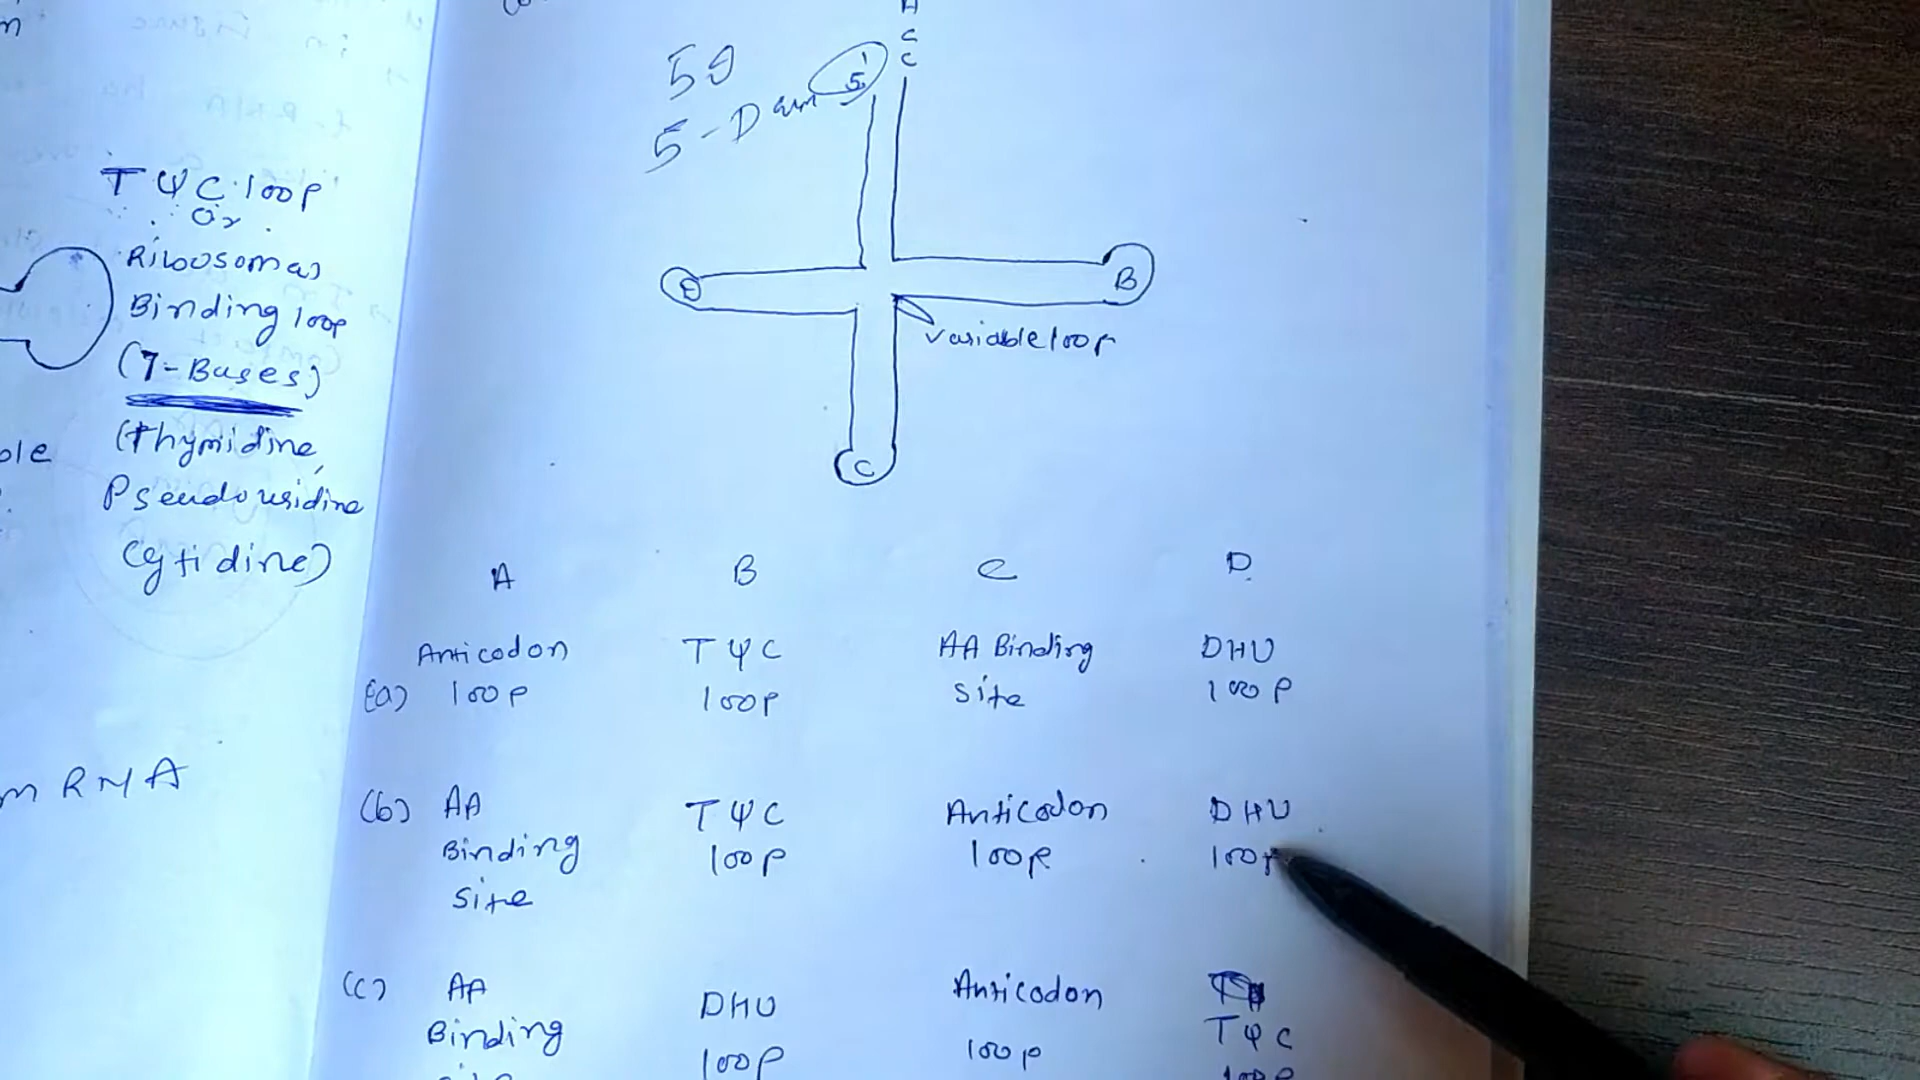 TΨC loop
Or
Ribosomal
Binding loop
(7-Bases)
(Thymidine,
Pseudouridine
Cytidine)
mRNA
A
C
C
5'
59
5-Dam
D
B
variable loop
C
A B C D
(a) Anticodon loop TΨC loop AA Binding site DHU loop
(b) AA Binding site TΨC loop Anticodon loop DHU loop
(c) AA Binding DHU loop Anticodon loop TΨC loop